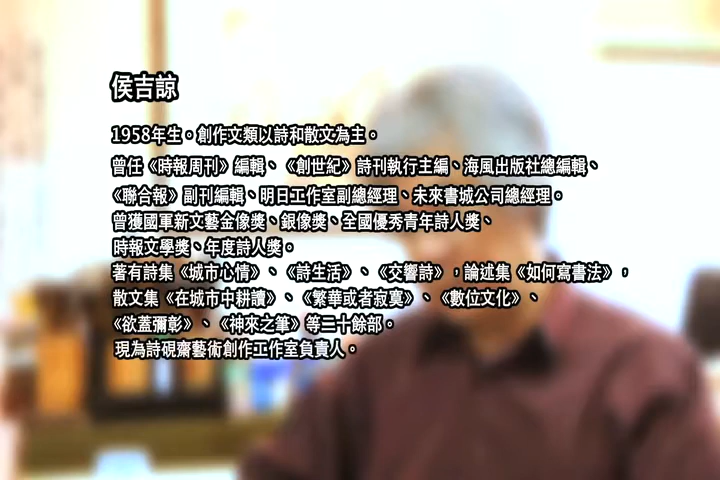 侯吉諒
1958年生。創作文類以詩和散文為主。
曾任《時報周刊》編輯、《創世紀》詩刊執行主編、海風出版社總編輯、
《聯合報》副刊編輯、明日工作室副總經理、未來書城公司總經理。
曾獲國軍新文藝金像獎、銀像獎、全國優秀青年詩人獎、
時報文學獎、年度詩人獎。
著有詩集《城市心情》、《詩生活》、《交響詩》，論述集《如何寫書法》，
散文集《在城市中耕讀》、《繁華或者寂寞》、《數位文化》、
《欲蓋彌彰》、《神來之筆》等二十餘部。
現為詩硯齋藝術創作工作室負責人。